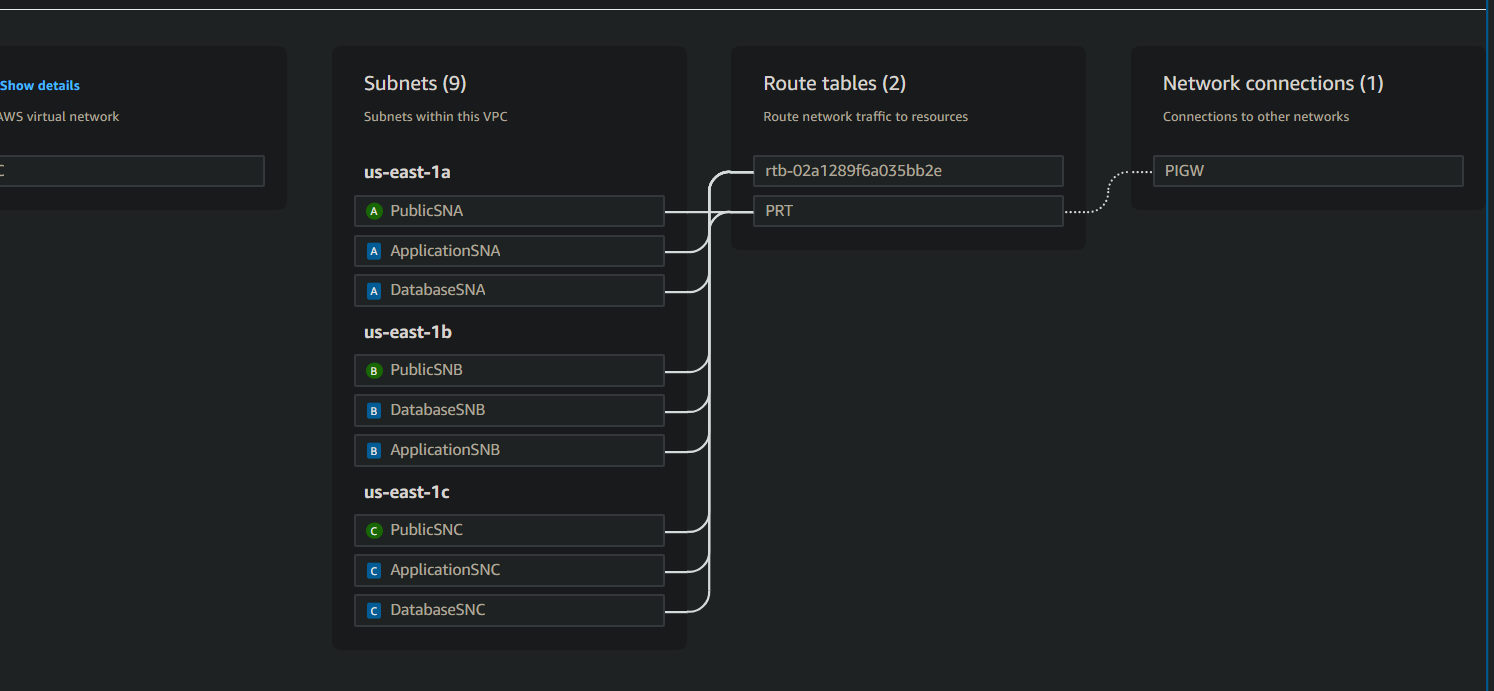 Show details
AWS virtual network
C
Subnets (9)
Subnets within this VPC
us-east-1a
A PublicSNA
A ApplicationSNA
A DatabaseSNA
us-east-1b
B PublicSNB
B DatabaseSNB
B ApplicationSNB
us-east-1c
C PublicSNC
C ApplicationSNC
C DatabaseSNC
Route tables (2)
Route network traffic to resources
rtb-02a1289f6a035bb2e
PRT
Network connections (1)
Connections to other networks
PIGW